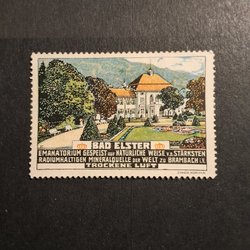 BAD ELSTER
EMANATORIUM GESPEIST AUF NATÜRLICHE WEISE V.D. STÄRKSTEN
RADIUMHALTIGEN MINERALQUELLE DER WELT ZU BRAMBACH i.V.
TROCKENE LUFT